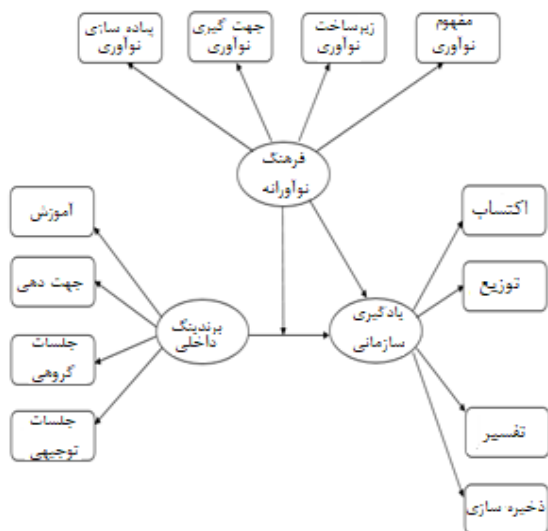 مفهوم
نوآوری
زیرساخت
نوآوری
جهت گیری
نوآوری
پیاده سازی
نوآوری
فرهنگ
نوآورانه
اکتساب
توزیع
یادگیری
سازمانی
تفسیر
ذخیره سازی
برندینگ
داخلی
آموزش
جهت دهی
جلسات
گروهی
جلسات
توجیهی